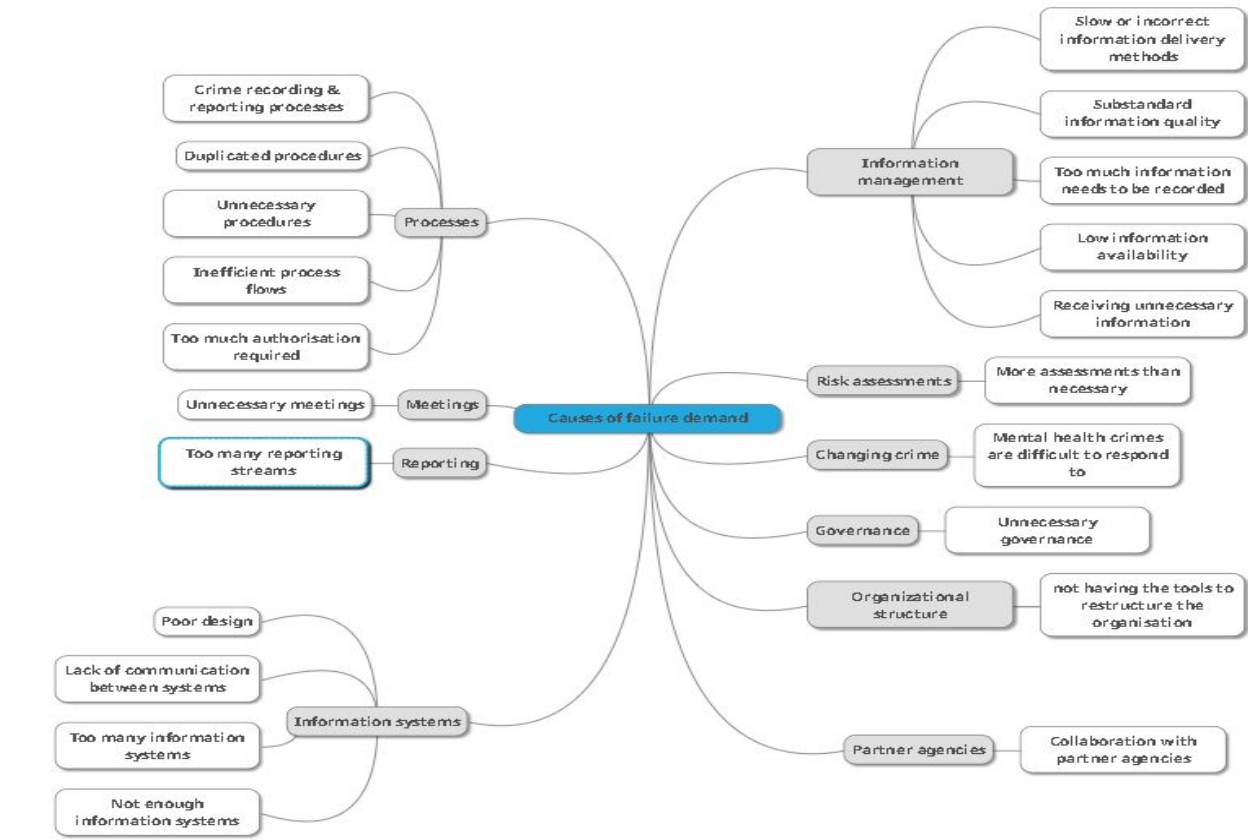 Slow or incorrect
information delivery
methods
Crime recording &
reporting processes
Substandard
information quality
Duplicated procedures
Information
management
Too much information
needs to be recorded
Unnecessary
procedures
Processes
Low information
availability
Inefficient process
flows
Receiving unnecessary
information
Too much authorisation
required
Risk assessments
More assessments than
necessary
Unnecessary meetings
Meetings
Causes of failure demand
Too many reporting
streams
Reporting
Changing crime
Mental health crimes
are difficult to respond
to
Governance
Unnecessary
governance
Organizational
structure
not having the tools to
restructure the
organisation
Poor design
Lack of communication
between systems
Information systems
Too many information
systems
Partner agencies
Collaboration with
partner agencies
Not enough
information systems